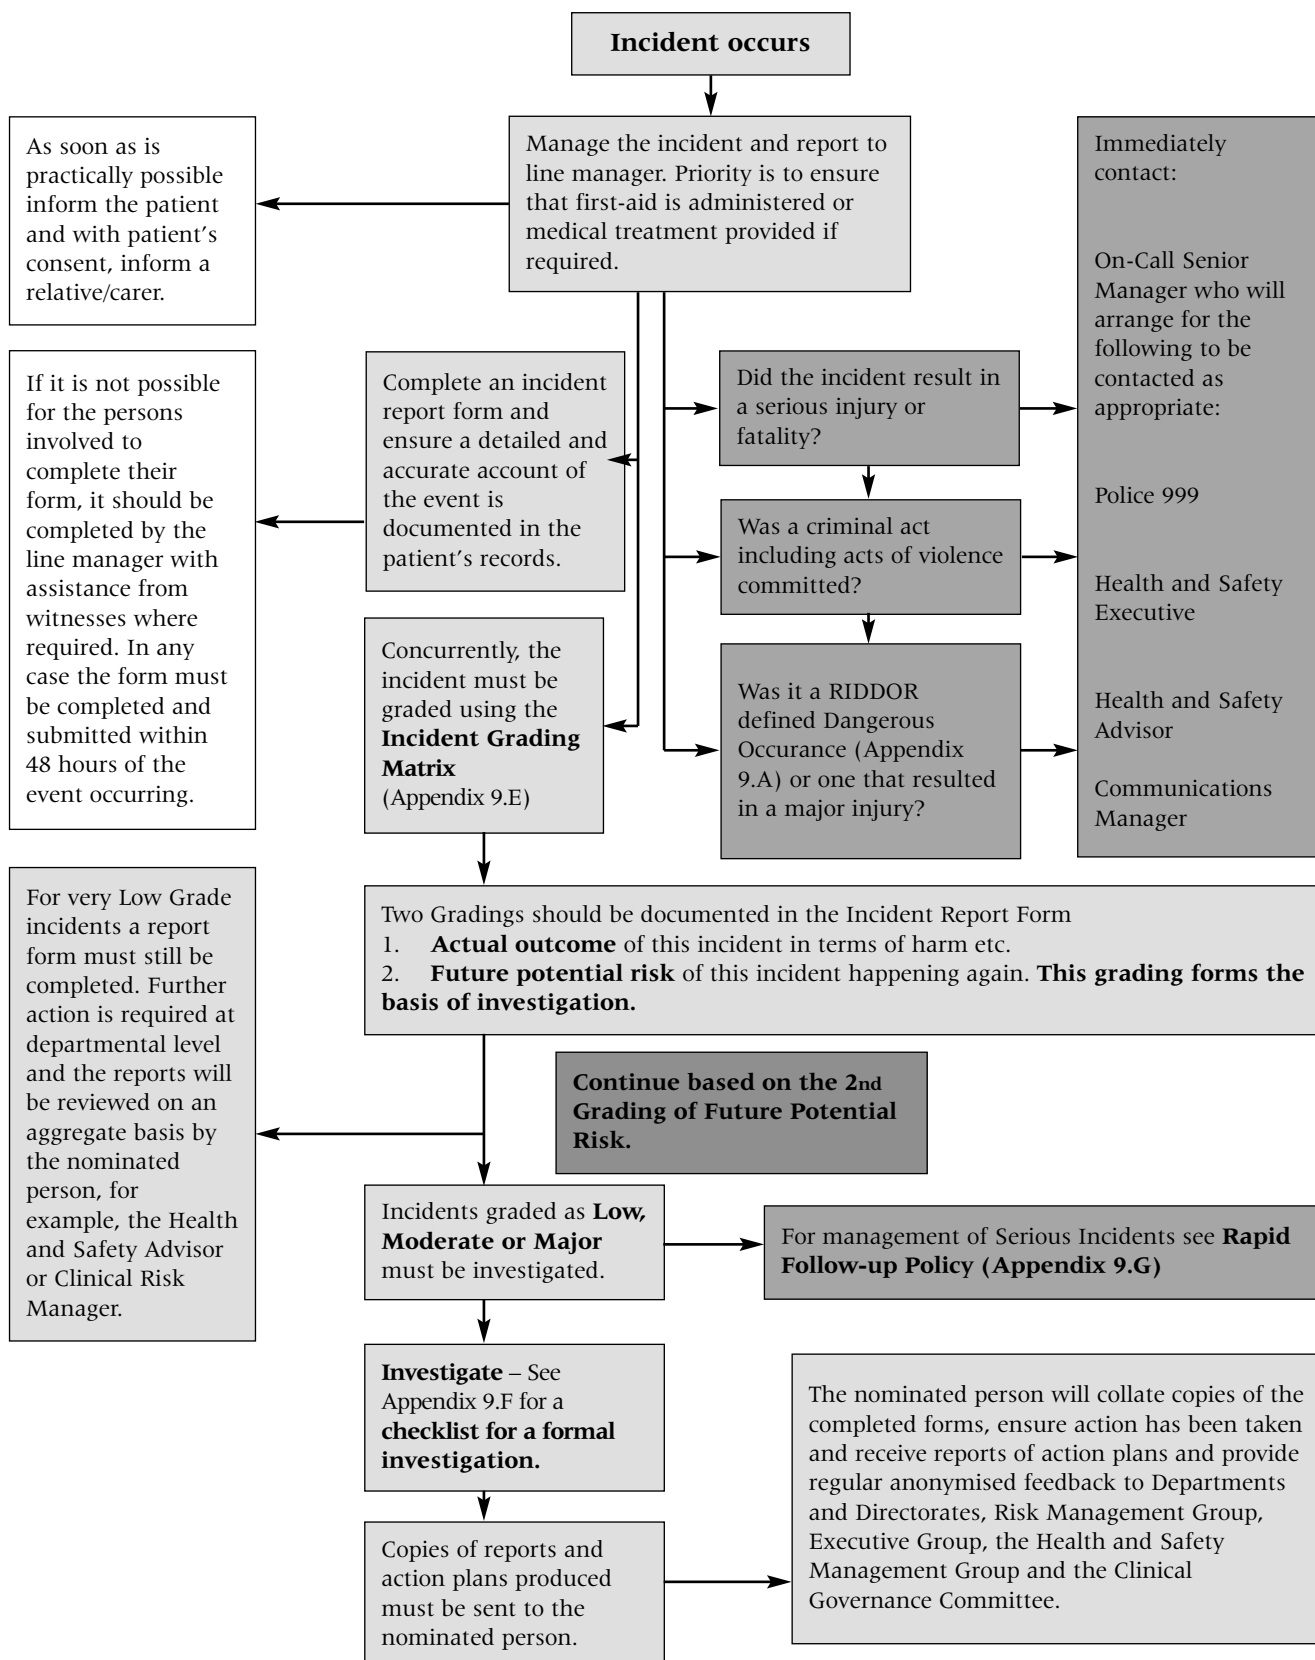 Incident occurs
Manage the incident and report to
line manager. Priority is to ensure
that first-aid is administered or
medical treatment provided if
required.
As soon as is
practically possible
inform the patient
and with patient's
consent, inform a
relative/carer.
Immediately
contact:
On-Call Senior
Manager who will
arrange for the
following to be
contacted as
appropriate:
Police 999
Health and Safety
Executive
Health and Safety
Advisor
Communications
Manager
If it is not possible
for the persons
involved to
complete their
form, it should be
completed by the
line manager with
assistance from
witnesses where
required. In any
case the form must
be completed and
submitted within
48 hours of the
event occurring.
Complete an incident
report form and
ensure a detailed and
accurate account of
the event is
documented in the
patient's records.
Did the incident result in
a serious injury or
fatality?
Was a criminal act
including acts of violence
committed?
Concurrently, the
incident must be
graded using the
Incident Grading
Matrix
(Appendix 9.E)
Was it a RIDDOR
defined Dangerous
Occurance (Appendix
9.A) or one that resulted
in a major injury?
For very Low Grade
incidents a report
form must still be
completed. Further
action is required at
departmental level
and the reports will
be reviewed on an
aggregate basis by
the nominated
person, for
example, the Health
and Safety Advisor
or Clinical Risk
Manager.
Two Gradings should be documented in the Incident Report Form
1. Actual outcome of this incident in terms of harm etc.
2. Future potential risk of this incident happening again. This grading forms the
basis of investigation.
Continue based on the 2nd
Grading of Future Potential
Risk.
Incidents graded as Low,
Moderate or Major
must be investigated.
For management of Serious Incidents see Rapid
Follow-up Policy (Appendix 9.G)
Investigate – See
Appendix 9.F for a
checklist for a formal
investigation.
The nominated person will collate copies of the
completed forms, ensure action has been taken
and receive reports of action plans and provide
regular anonymised feedback to Departments
and Directorates, Risk Management Group,
Executive Group, the Health and Safety
Management Group and the Clinical
Governance Committee.
Copies of reports and
action plans produced
must be sent to the
nominated person.